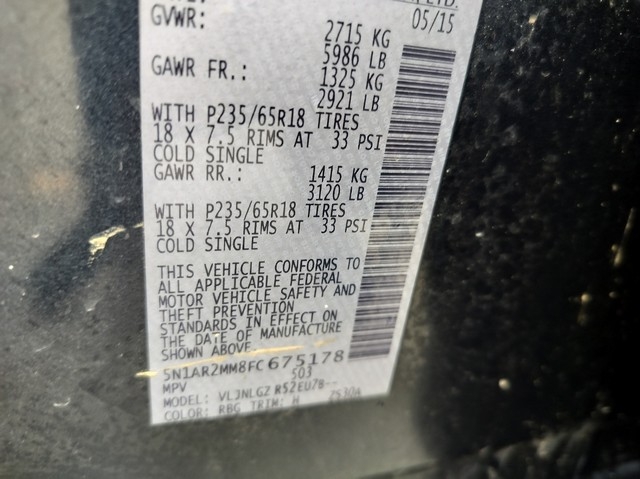 05/15
GVWR: 2715 KG
5986 LB
GAWR FR.: 1325 KG
2921 LB
WITH P235/65R18 TIRES
18 X 7.5 RIMS AT 33 PSI
COLD SINGLE
GAWR RR.: 1415 KG
3120 LB
WITH P235/65R18 TIRES
18 X 7.5 RIMS AT 33 PSI
COLD SINGLE
THIS VEHICLE CONFORMS TO
ALL APPLICABLE FEDERAL
MOTOR VEHICLE SAFETY AND
THEFT PREVENTION
STANDARDS IN EFFECT ON
THE DATE OF MANUFACTURE
SHOWN ABOVE.
5N1AR2MM8FC675178
MPV 503
MODEL: VLJNLGZ RS2EU78--
COLOR: RBG TRIM: H